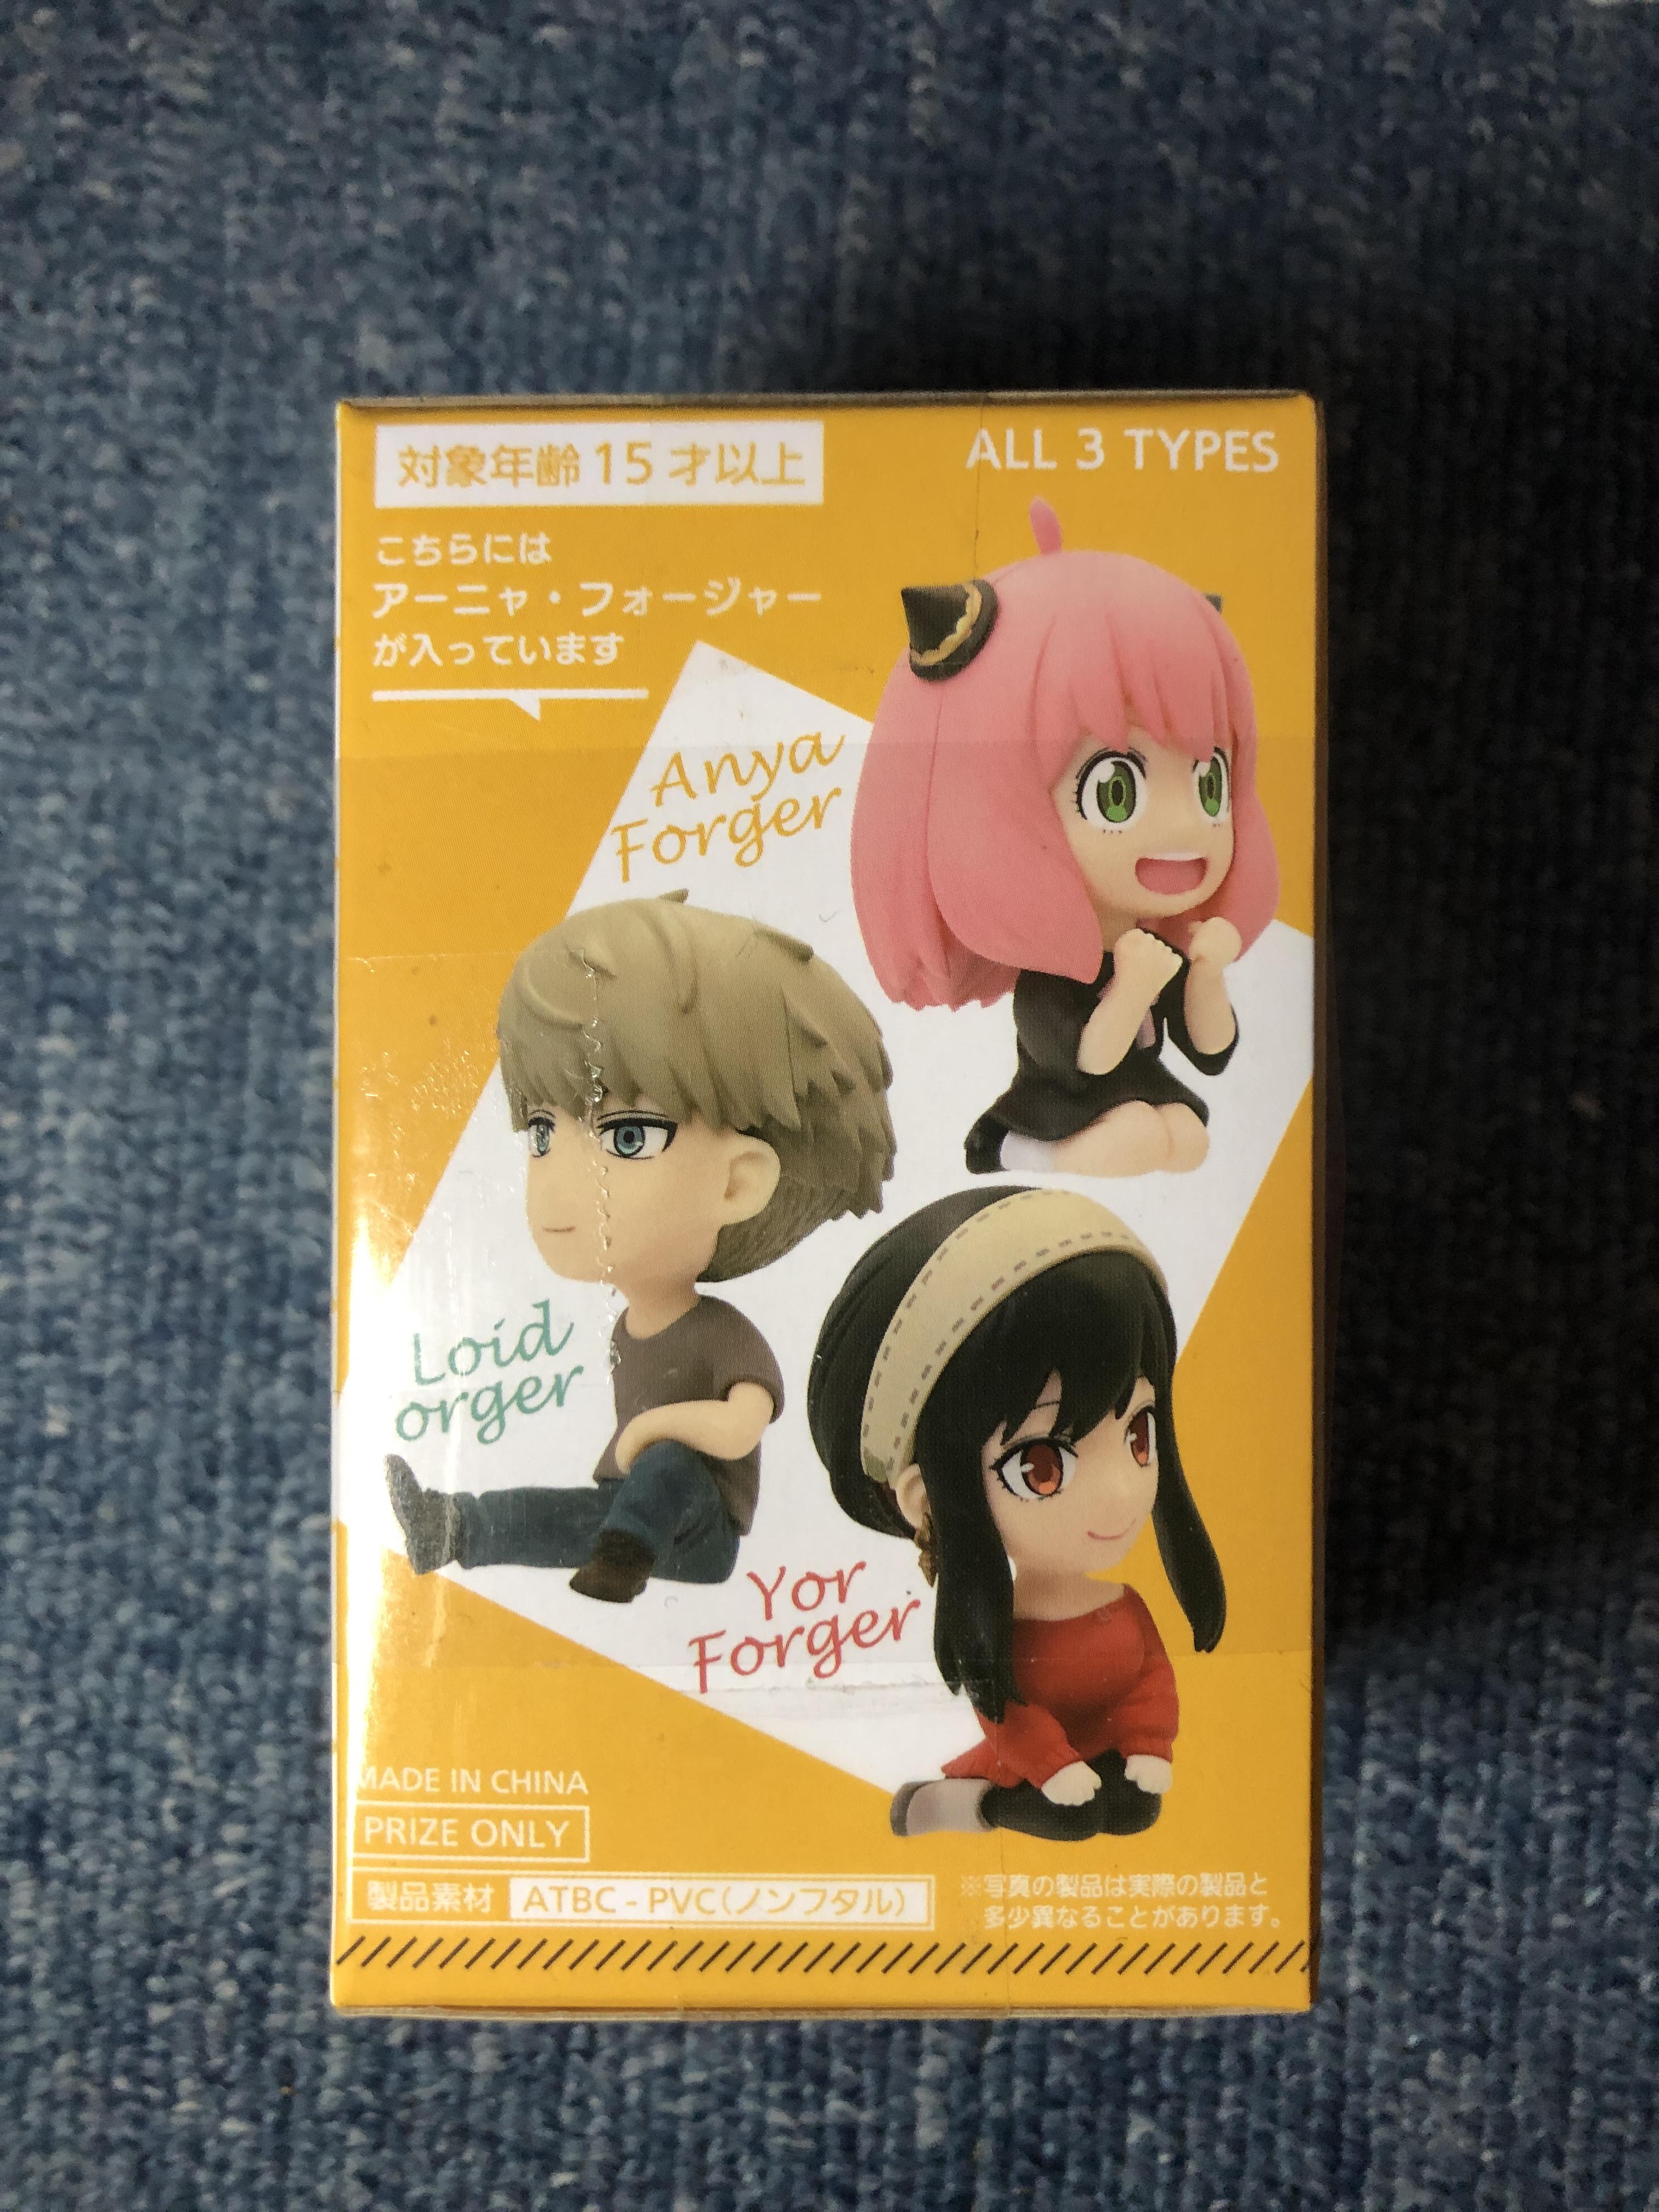 対象年齢15才以上
ALL 3 TYPES
こちらには
アーニャ・フォージャー
が入っています
Anya
Forger
Loid
orger
Yor
Forger
MADE IN CHINA
PRIZE ONLY
製品素材 ATBC-PVC(ノンフタル)
※写真の製品は実際の製品と
多少異なることがあります。